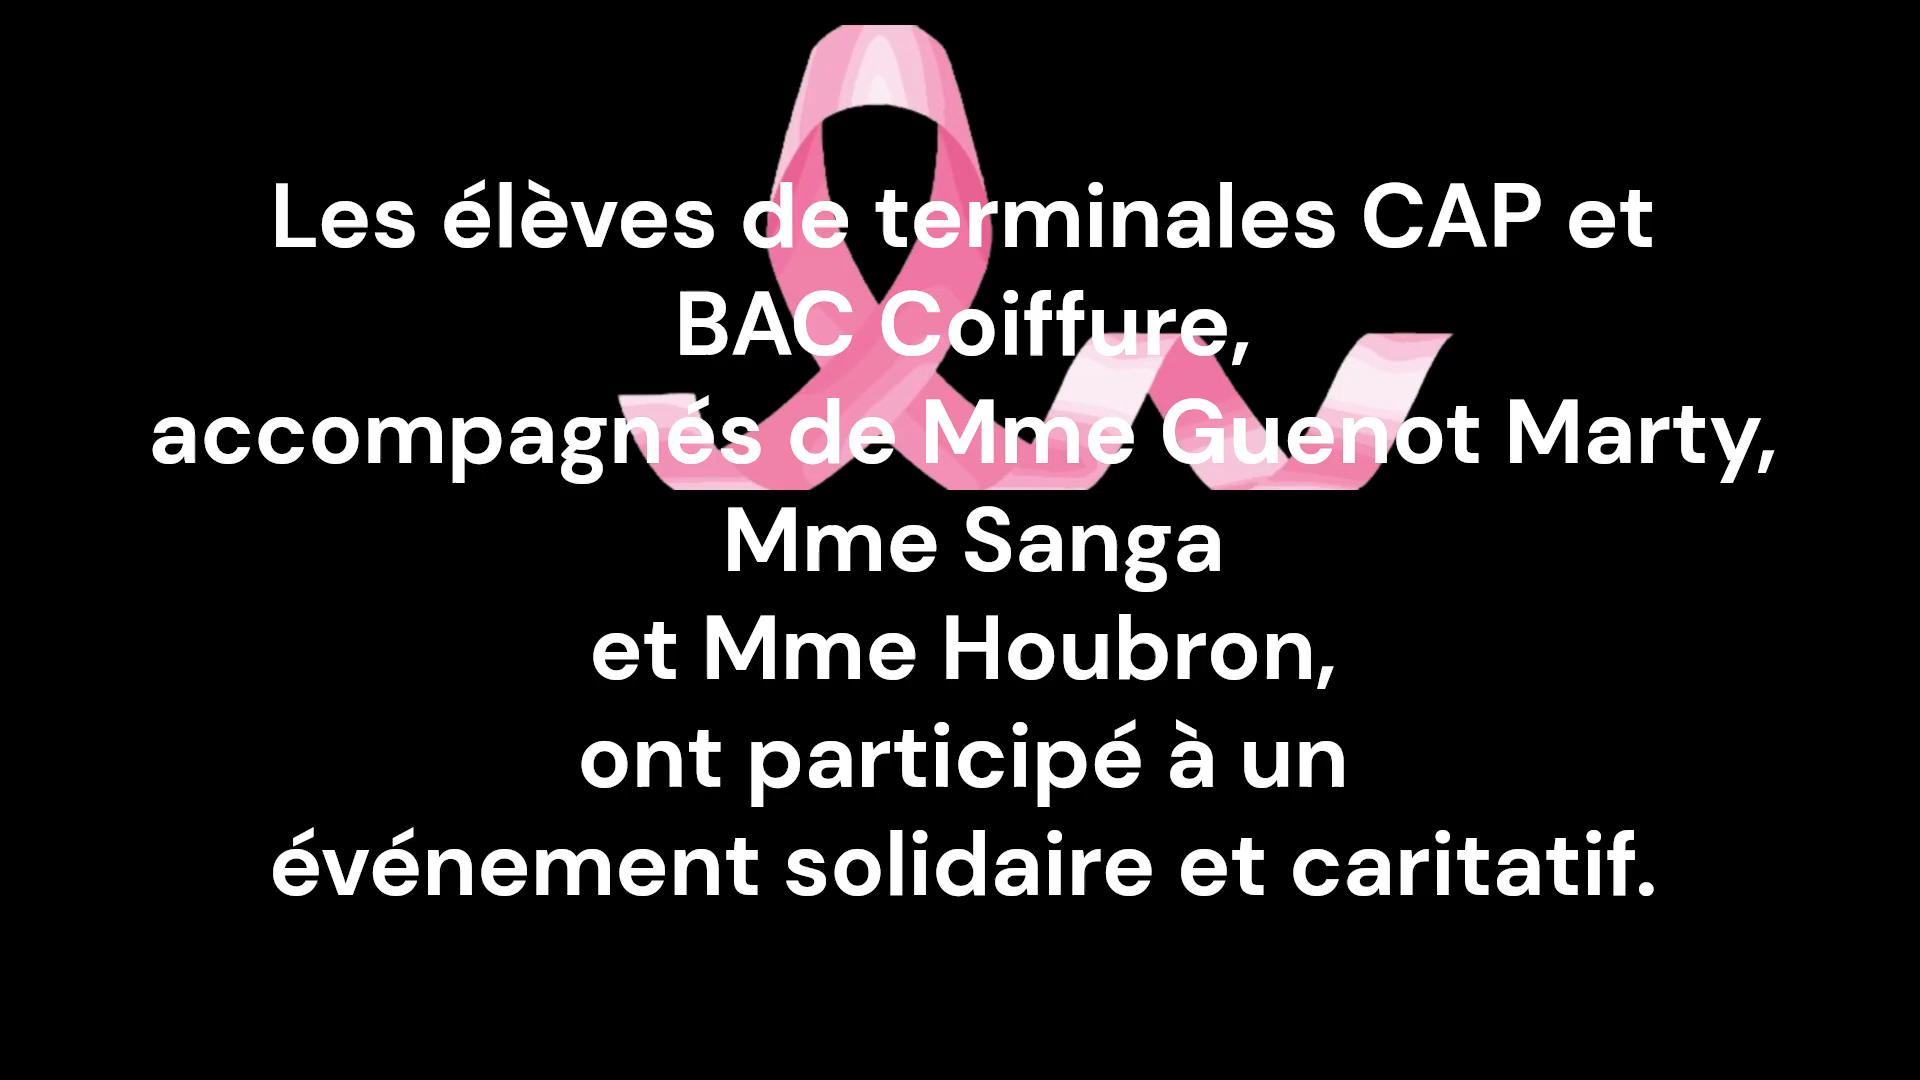 Les élèves de terminales CAP et
BAC Coiffure,
accompagnés de Mme Guenot Marty,
Mme Sanga
et Mme Houbron,
ont participé à un
événement solidaire et caritatif.